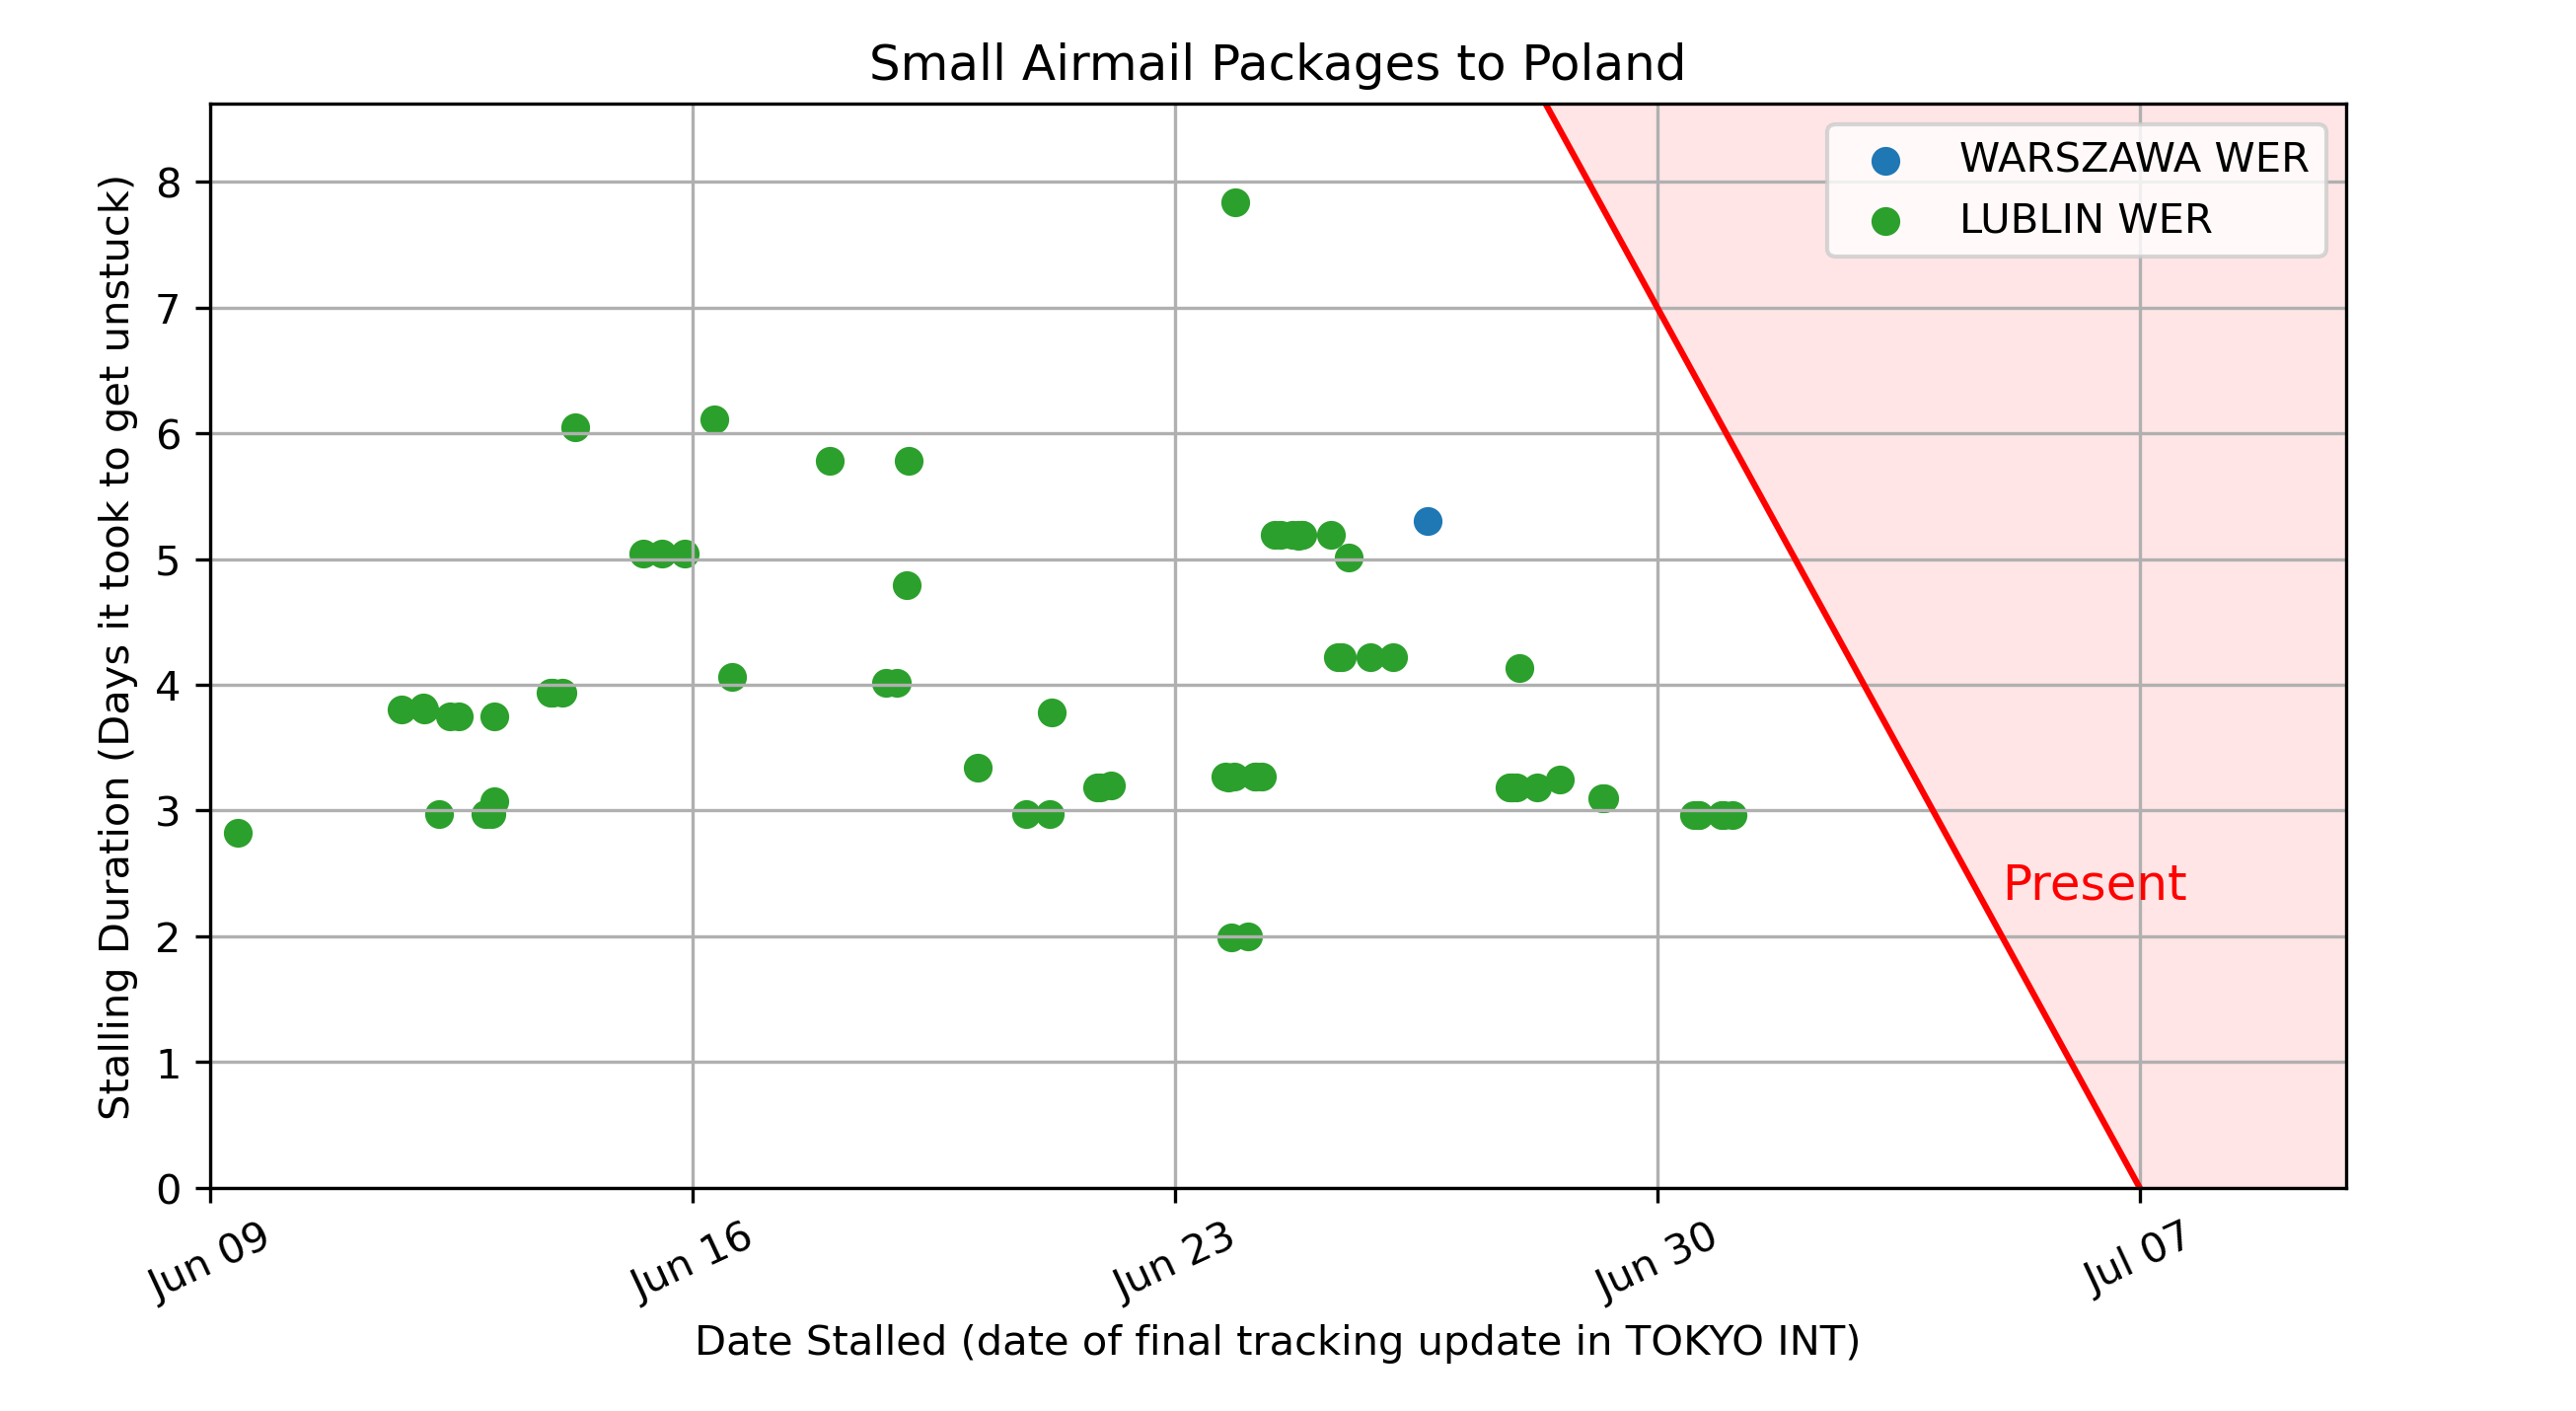 Small Airmail Packages to Poland
WARSZAWA WER
LUBLIN WER
Present
Stalling Duration (Days it took to get unstuck)
8
7
6
5
4
3
2
1
0
Jun 09
Jun 16
Jun 23
Jun 30
Jul 07
Date Stalled (date of final tracking update in TOKYO INT)